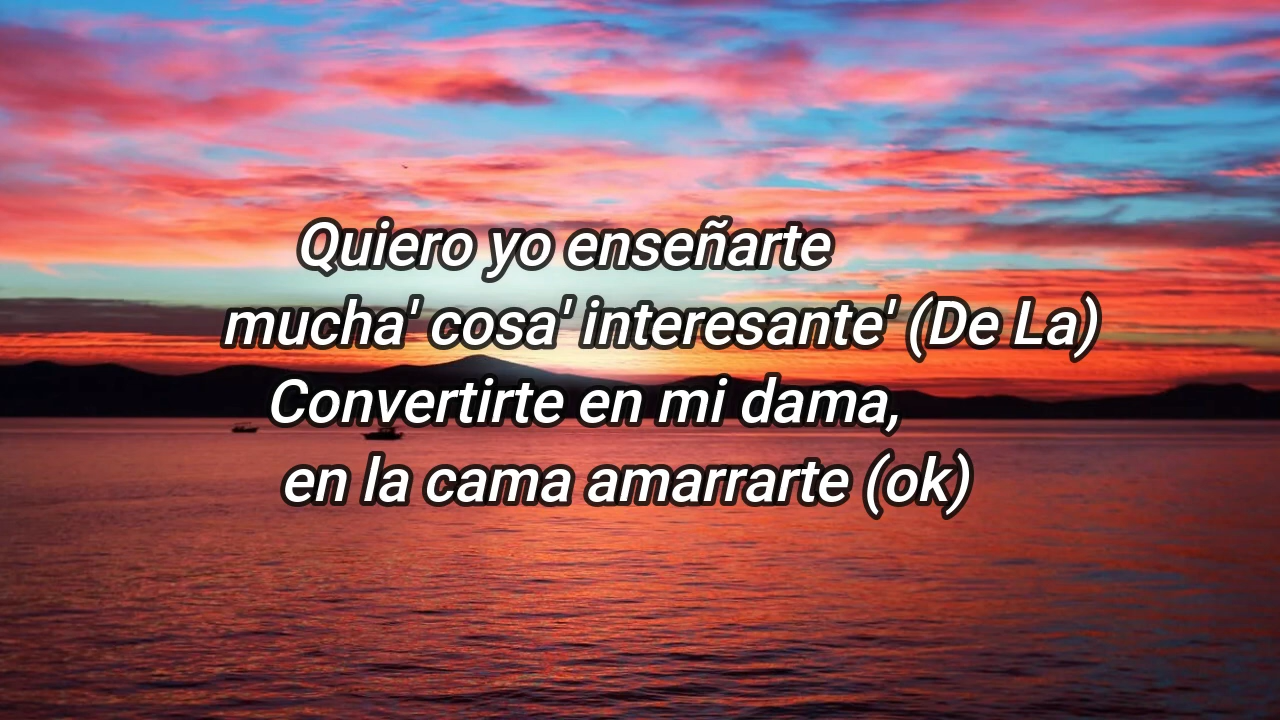 Quiero yo enseñarte
mucha' cosa' interesante' (De La)
Convertirte en mi dama,
en la cama amarrarte (ok)